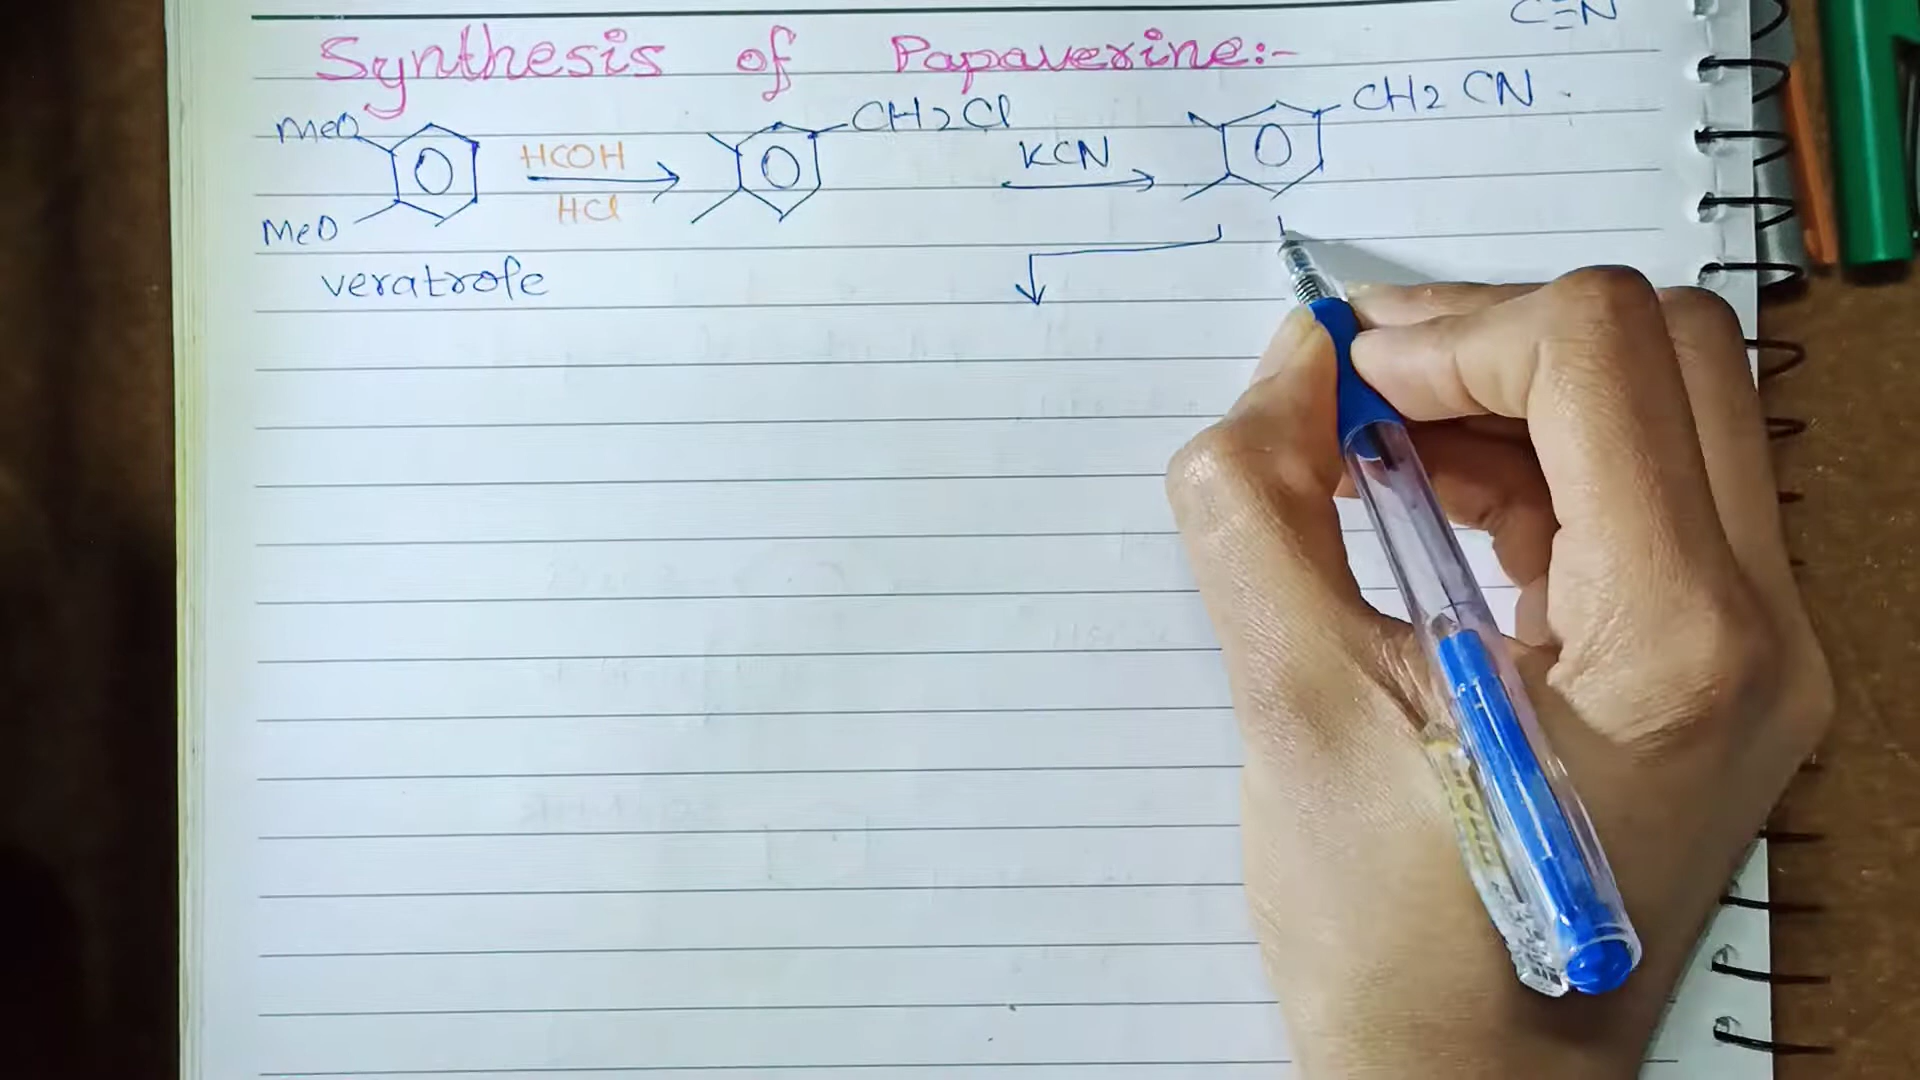 C≡N
Synthesis of Papaverine:-
MeO HCOH CH2Cl KCN CH2 CN
HCl
MeO
veratrole